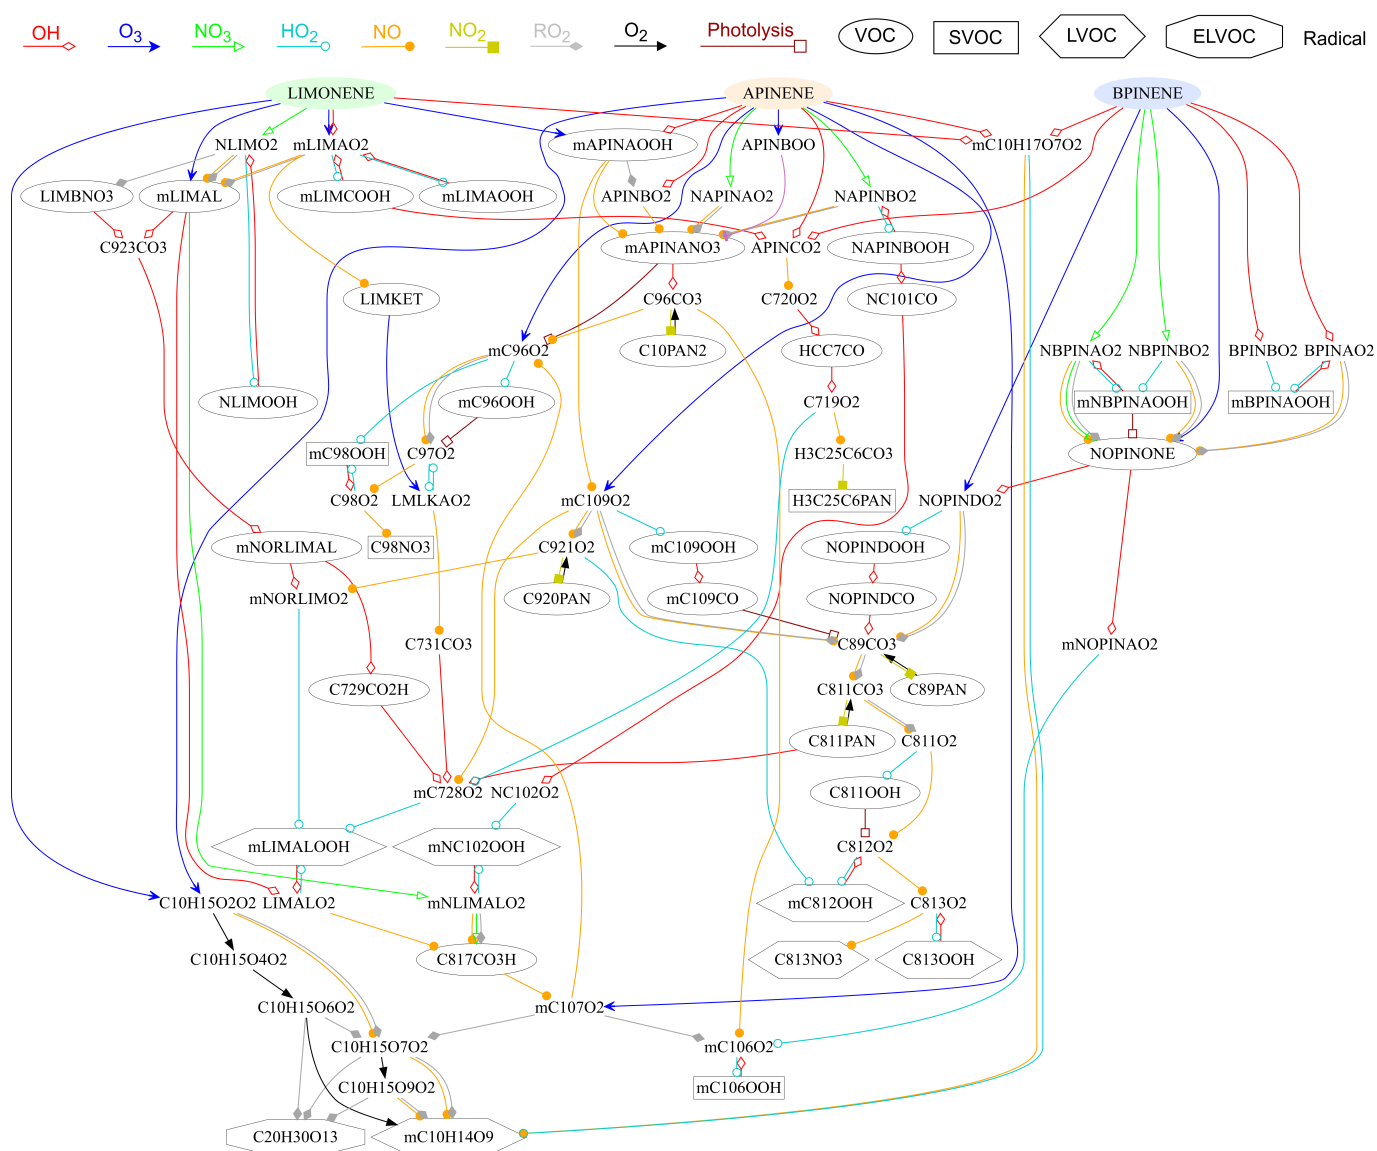 OH O3 NO3 HO2 NO NO2 RO2 O2 Photolysis VOC SVOC LVOC ELVOC Radical
LIMONENE APINENE BPINENE
NLIMO2 mLIMAO2 mAPINAOOH APINBOO mC10H17O7O2
LIMBNO3 mLIMAL mLIMCOOH mLIMAOOH APINBO2 NAPINAO2 NAPINBO2
C923CO3 mAPINANO3 APINCO2 NAPINBOOH
LIMKET C96CO3 C720O2 NC101CO
mC96O2 C10PAN2 HCC7CO NBPINAO2 NBPINBO2 BPINBO2 BPINAO2
NLIMOOH mC96OOH C719O2 mNBPINAOOH mBPINAOOH
mC98OOH C97O2 H3C25C6CO3 NOPINONE
C98O2 LMLKAO2 mC109O2 H3C25C6PAN NOPINDO2
mNORLIMAL C98NO3 C921O2 mC109OOH NOPINDOOH
mNORLIMO2 C920PAN mC109CO NOPINDCO
C731CO3 C89CO3 mNOPINAO2
C729CO2H C811CO3 C89PAN
C811PAN C811O2
mC728O2 NC102O2 C811OOH
mLIMALOOH mNC102OOH C812O2
C10H15O2O2 LIMALO2 mNLIMALO2 mC812OOH C813O2
C10H15O4O2 C817CO3H C813NO3 C813OOH
C10H15O6O2 mC107O2
C10H15O7O2 mC106O2
C10H15O9O2 mC106OOH
C20H30O13 mC10H14O9